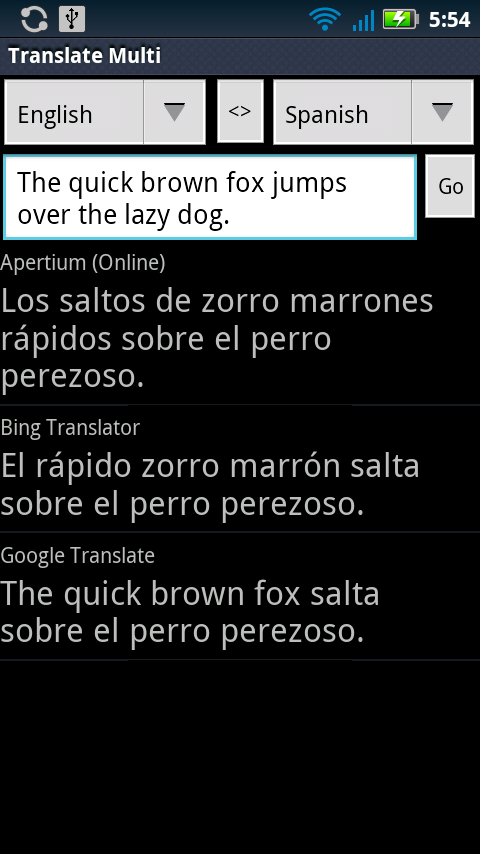 5:54
Translate Multi
English <> Spanish
The quick brown fox jumps
over the lazy dog.
Go
Apertium (Online)
Los saltos de zorro marrones
rápidos sobre el perro
perezoso.
Bing Translator
El rápido zorro marrón salta
sobre el perro perezoso.
Google Translate
The quick brown fox salta
sobre el perro perezoso.